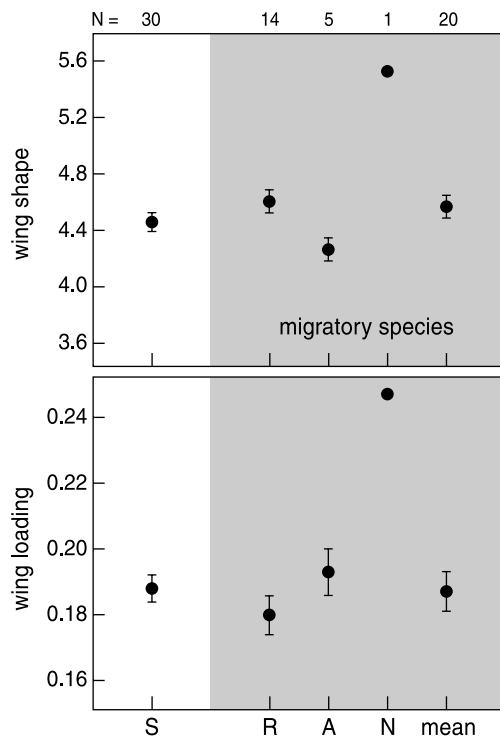 N = 30 14 5 1 20
5.6
5.2
4.8
4.4
4.0
3.6
wing shape
migratory species
0.24
0.22
0.20
0.18
0.16
wing loading
S R A N mean